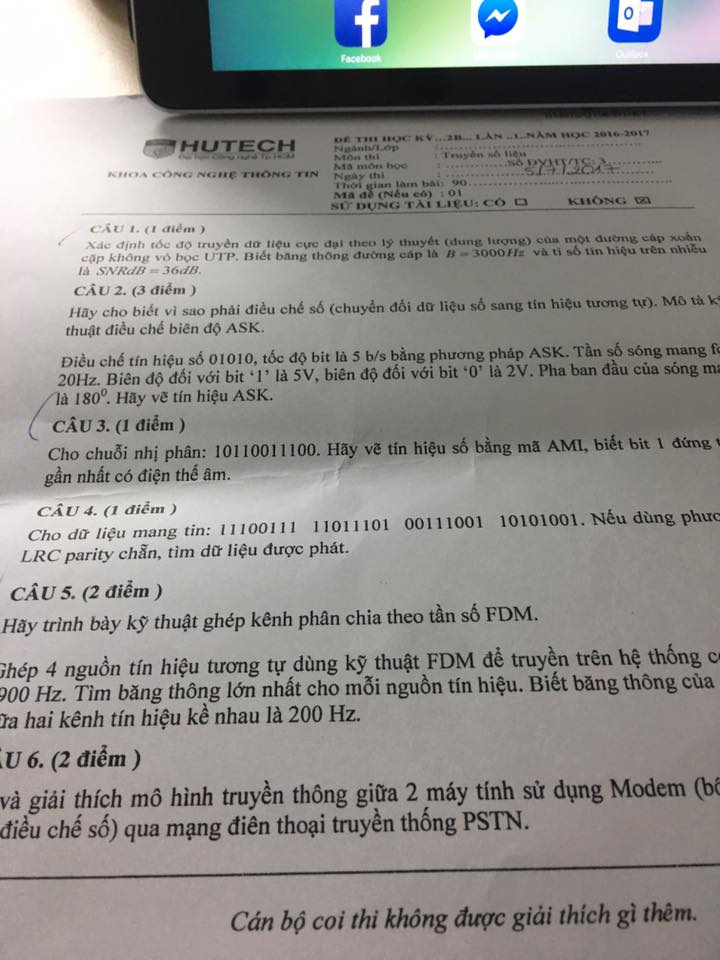 Facebook
Outlook
HUTECH
Đại học Công nghệ Tp.HCM
KHOA CÔNG NGHỆ THÔNG TIN
ĐỀ THI HỌC KỲ...2B... LẦN ..1..NĂM HỌC 2016-2017
Ngành/Lớp :
Môn thi : Truyền số liệu
Mã môn học : Số ĐVHT/TC: 3
Ngày thi : 5/7/2017
Thời gian làm bài: 90
Mã đề (Nếu có) : 01
SỬ DỤNG TÀI LIỆU: CÓ ☐ KHÔNG ☒
CÂU 1. (1 điểm )
Xác định tốc độ truyền dữ liệu cực đại theo lý thuyết (dung lượng) của một đường cáp xoắn
cặp không vỏ bọc UTP. Biết băng thông đường cáp là B = 3000Hz và tỉ số tín hiệu trên nhiễu
là SNRdB = 36dB.
CÂU 2. (3 điểm )
Hãy cho biết vì sao phải điều chế số (chuyển đổi dữ liệu số sang tín hiệu tương tự). Mô tả
thuật điều chế biên độ ASK.
Điều chế tín hiệu số 01010, tốc độ bit là 5 b/s bằng phương pháp ASK. Tần số sóng mang
20Hz. Biên độ đối với bit ‘1’ là 5V, biên độ đối với bit ‘0’ là 2V. Pha ban đầu của sóng
là 180⁰. Hãy vẽ tín hiệu ASK.
CÂU 3. (1 điểm )
Cho chuỗi nhị phân: 10110011100. Hãy vẽ tín hiệu số bằng mã AMI, biết bit 1 đứng
gần nhất có điện thế âm.
CÂU 4. (1 điểm )
Cho dữ liệu mang tin: 11100111 11011101 00111001 10101001. Nếu dùng
LRC parity chẵn, tìm dữ liệu được phát.
CÂU 5. (2 điểm )
Hãy trình bày kỹ thuật ghép kênh phân chia theo tần số FDM.
Ghép 4 nguồn tín hiệu tương tự dùng kỹ thuật FDM để truyền trên hệ thống
900 Hz. Tìm băng thông lớn nhất cho mỗi nguồn tín hiệu. Biết băng thông của
ữa hai kênh tín hiệu kề nhau là 200 Hz.
ÂU 6. (2 điểm )
và giải thích mô hình truyền thông giữa 2 máy tính sử dụng Modem (bộ
điều chế số) qua mạng điên thoại truyền thống PSTN.
Cán bộ coi thi không được giải thích gì thêm.